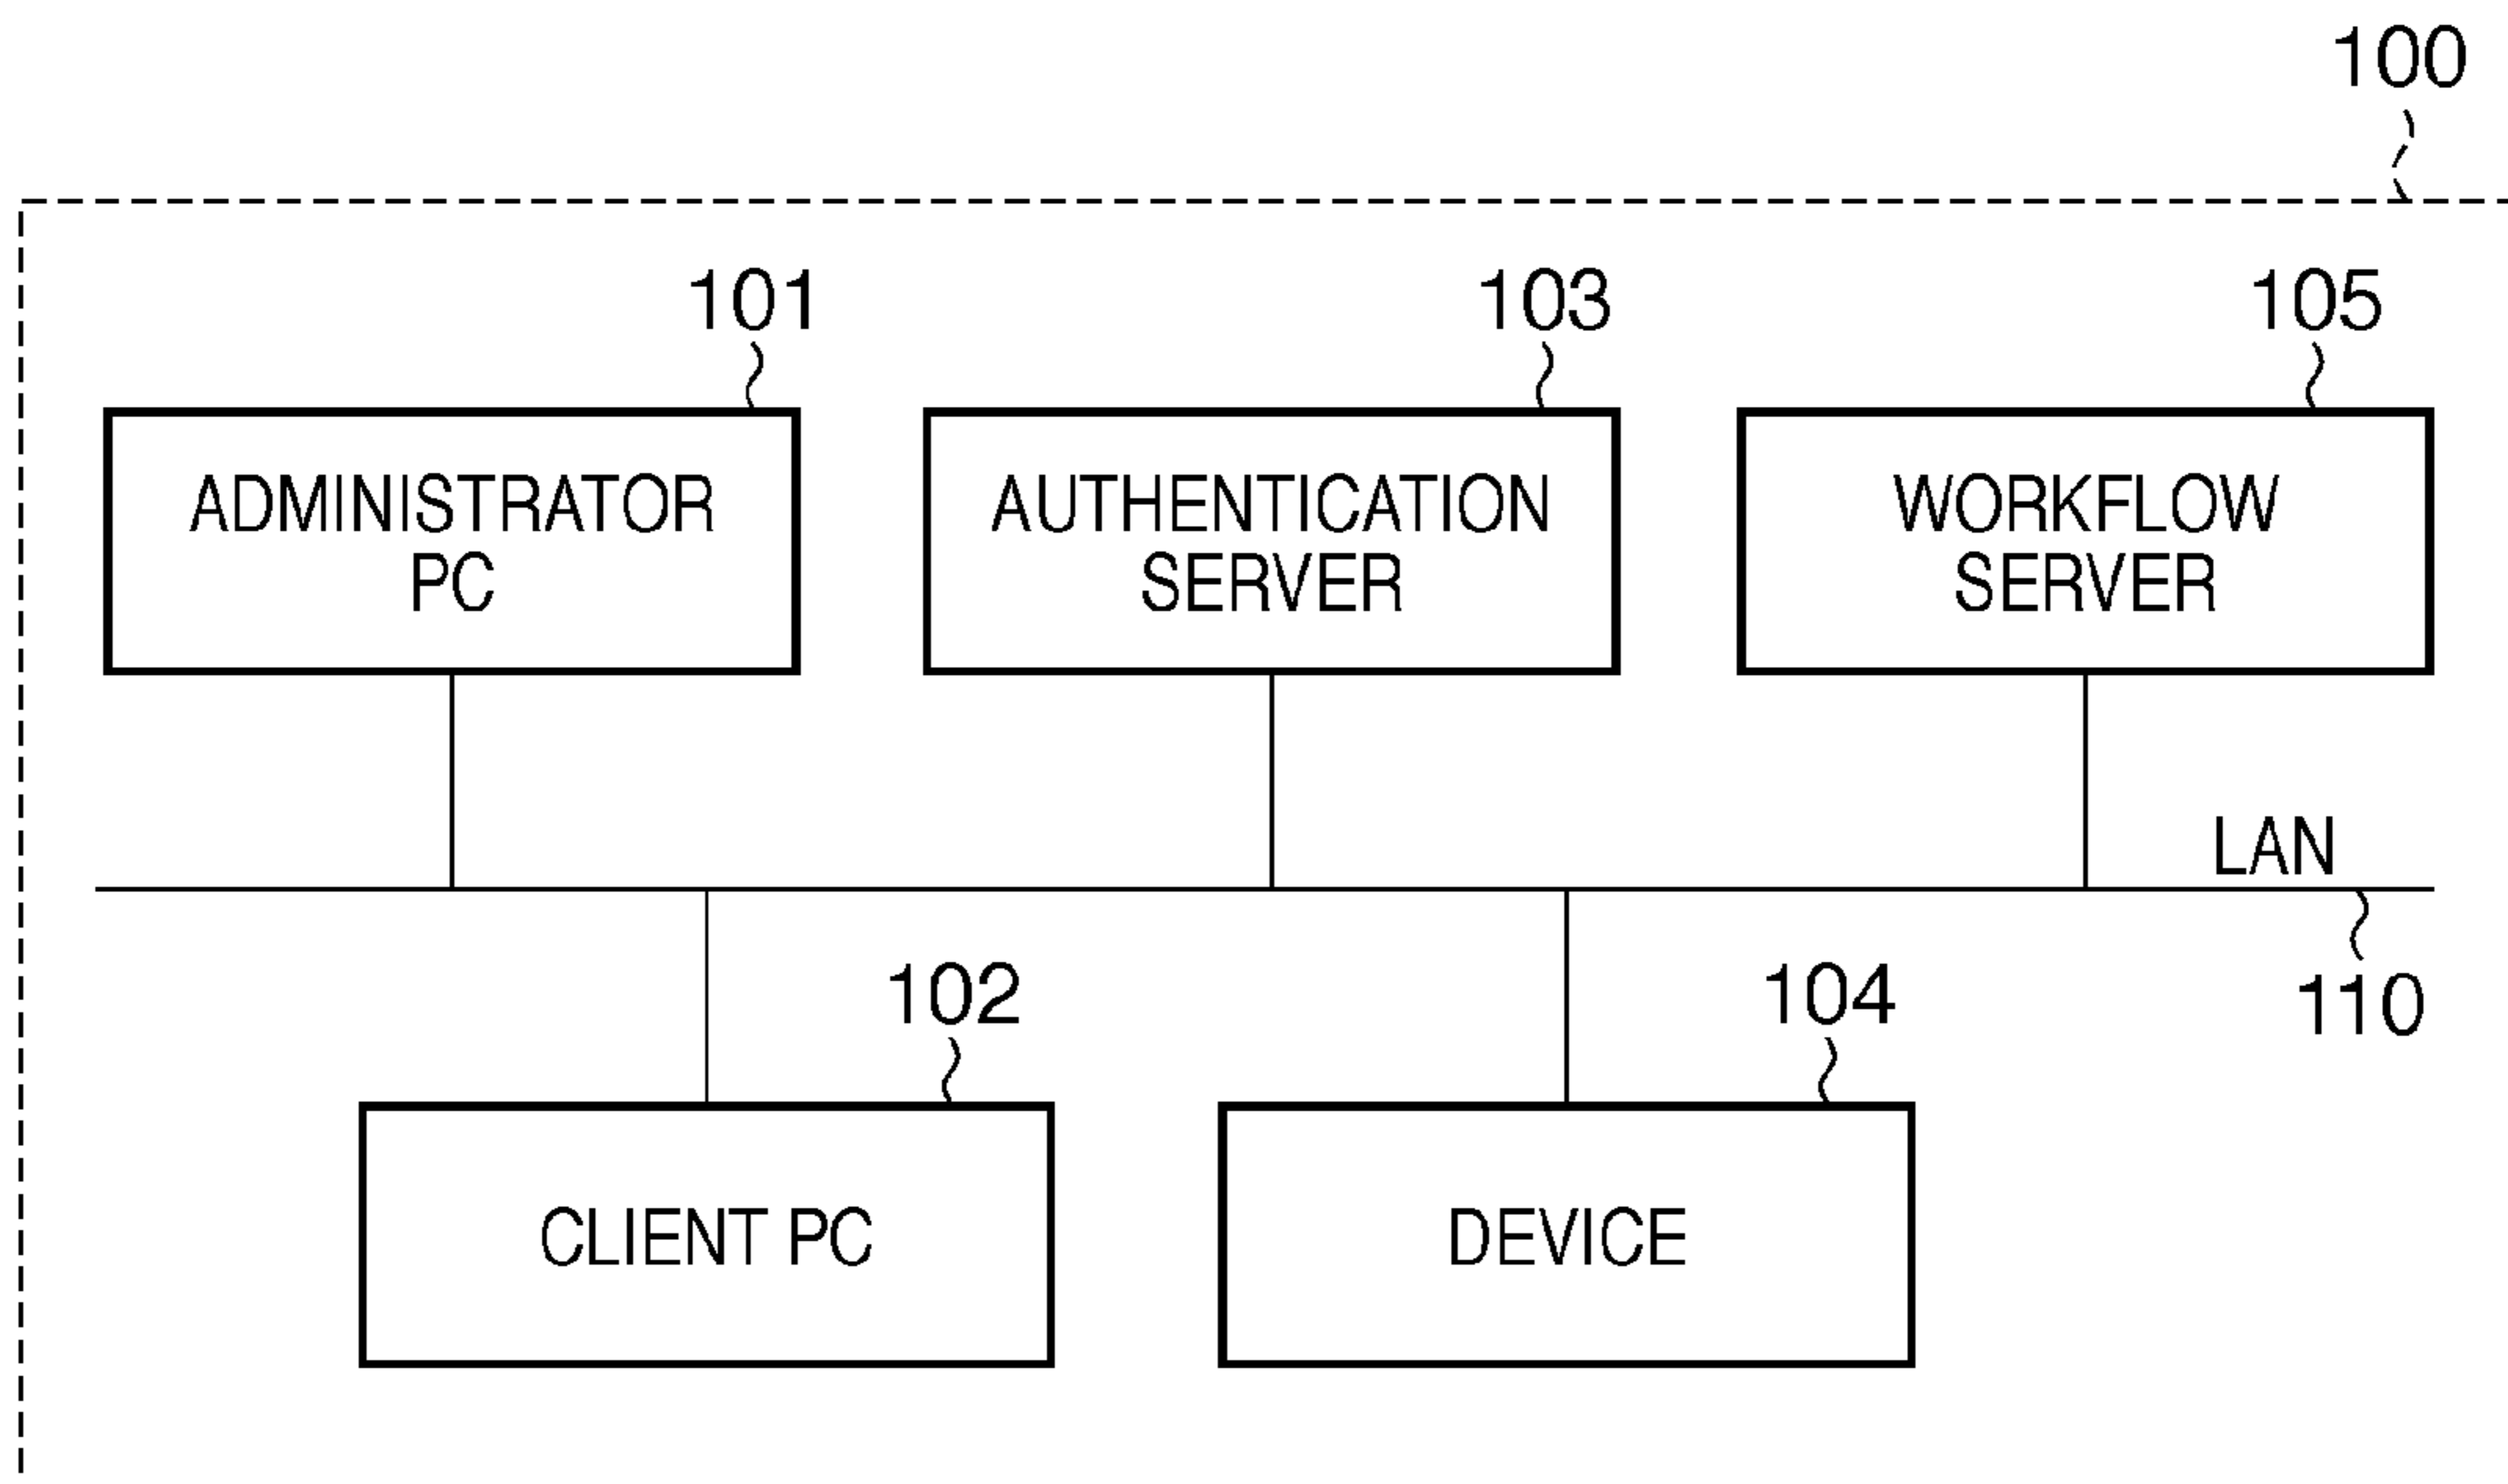 100
101
103
105
ADMINISTRATOR
PC
AUTHENTICATION
SERVER
WORKFLOW
SERVER
LAN
110
102
104
CLIENT PC
DEVICE